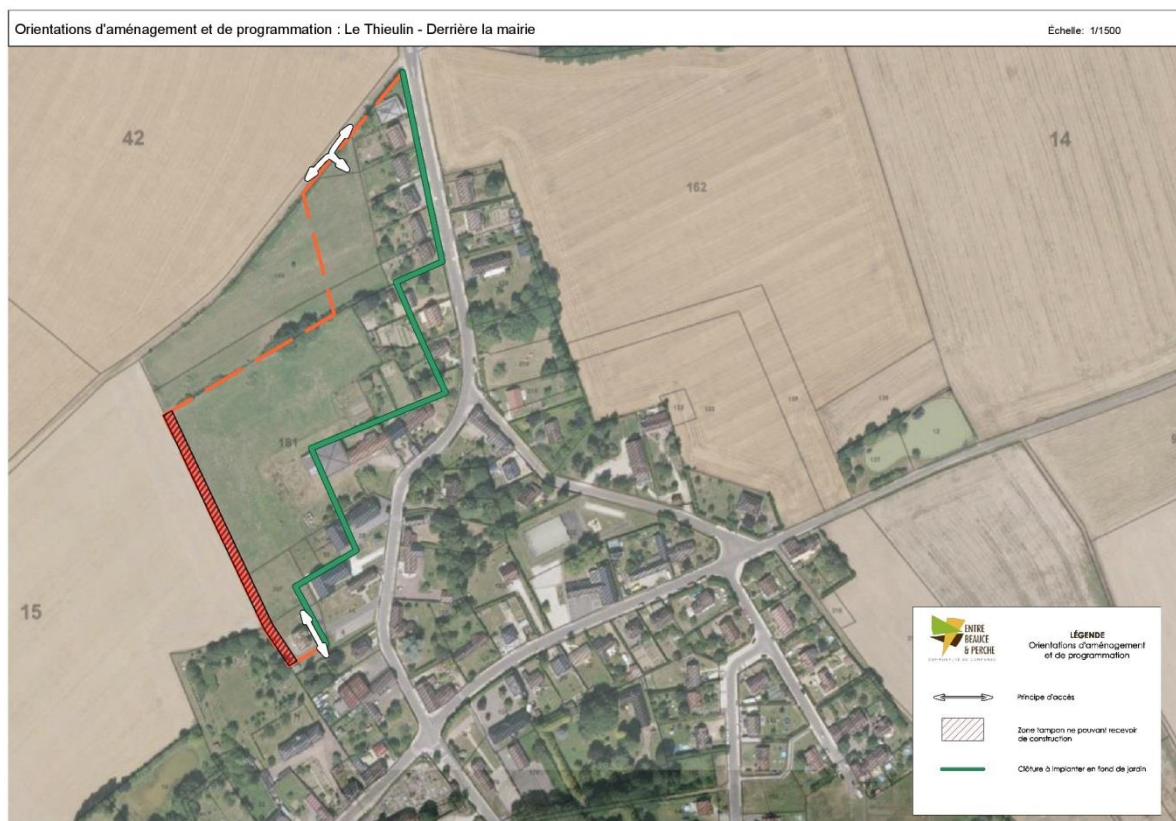 Orientations d'aménagement et de programmation : Le Thieulin - Derrière la mairie
Échelle: 1/1500
42
14
162
181
15
ENTRE
BEAUCE
& PERCHE
LÉGENDE
Orientations d'aménagement
et de programmation
Principe d'accès
Zone tampon ne pouvant recevoir
de construction
Clôture à implanter en fond de jardin